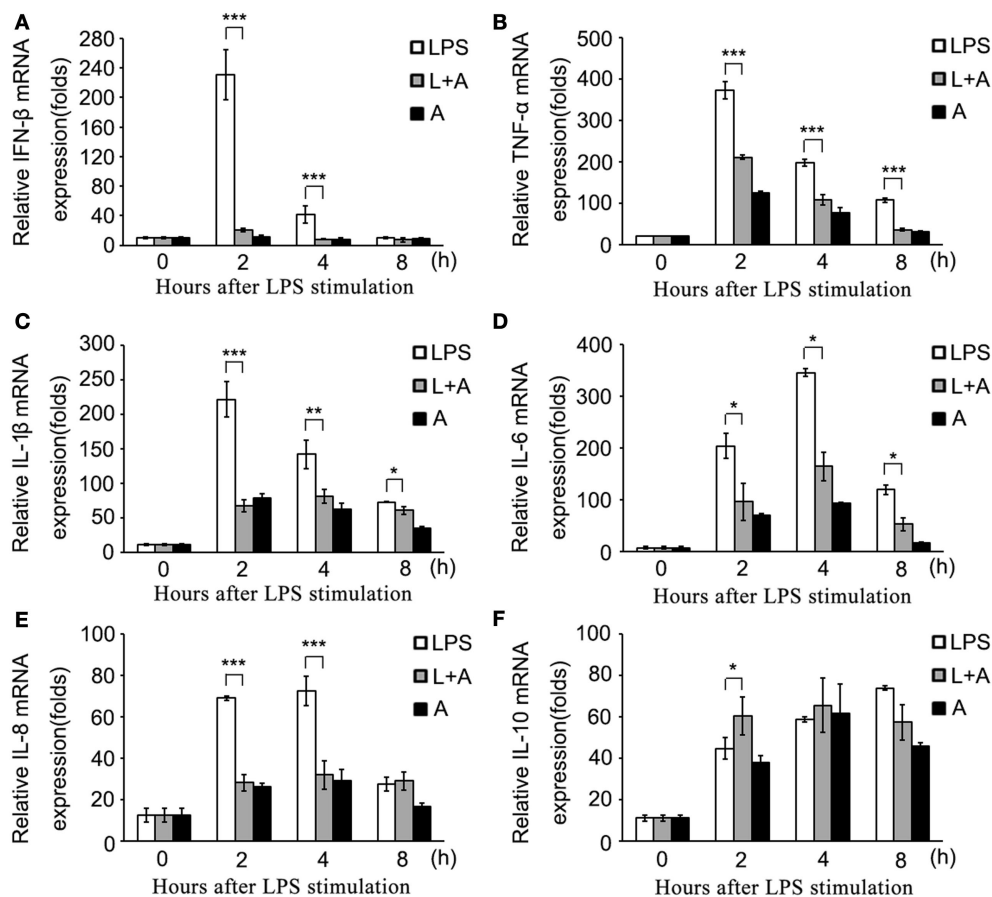 A
Relative IFN-β mRNA
expression(folds)
280
240
200
160
120
80
40
0
***
***
LPS
L+A
A
0 2 4 8 (h)
Hours after LPS stimulation
B
Relative TNF-α mRNA
espression(folds)
500
400
300
200
100
0
***
***
***
LPS
L+A
A
0 2 4 8 (h)
Hours after LPS stimulation
C
Relative IL-1β mRNA
expression(folds)
300
250
200
150
100
50
0
***
**
*
LPS
L+A
A
0 2 4 8 (h)
Hours after LPS stimulation
D
Relative IL-6 mRNA
expression(folds)
400
300
200
100
0
*
*
*
LPS
L+A
A
0 2 4 8 (h)
Hours after LPS stimulation
E
Relative IL-8 mRNA
expression(folds)
100
80
60
40
20
0
***
***
LPS
L+A
A
0 2 4 8 (h)
Hours after LPS stimulation
F
Relative IL-10 mRNA
expression(folds)
100
80
60
40
20
0
*
LPS
L+A
A
0 2 4 8 (h)
Hours after LPS stimulation